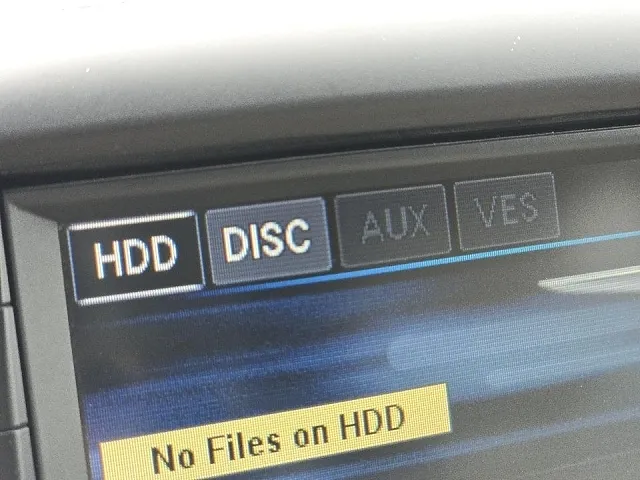 HDD DISC AUX VES
No Files on HDD